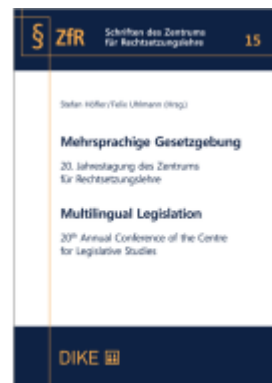 § ZfR Schriften des Zentrums
für Rechtsetzungslehre 15
Stefan Höfler/Felix Uhlmann (Hrsg.)
Mehrsprachige Gesetzgebung
20. Jahrestagung des Zentrums
für Rechtsetzungslehre
Multilingual Legislation
20th Annual Conference of the Centre
for Legislative Studies
DIKE